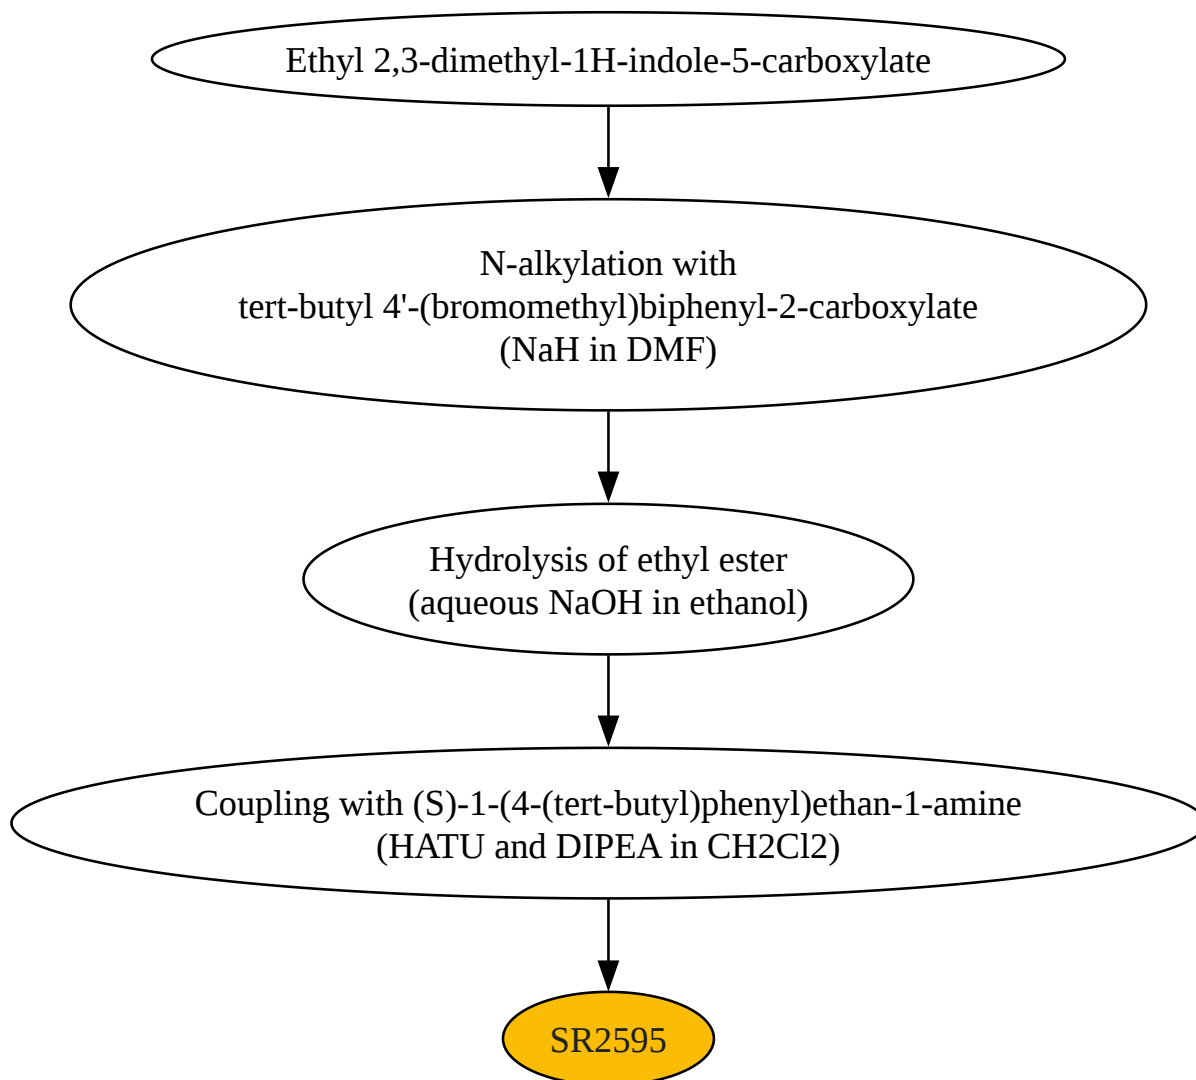 Ethyl 2,3-dimethyl-1H-indole-5-carboxylate
N-alkylation with
tert-butyl 4'-(bromomethyl)biphenyl-2-carboxylate
(NaH in DMF)
Hydrolysis of ethyl ester
(aqueous NaOH in ethanol)
Coupling with (S)-1-(4-(tert-butyl)phenyl)ethan-1-amine
(HATU and DIPEA in CH2Cl2)
SR2595